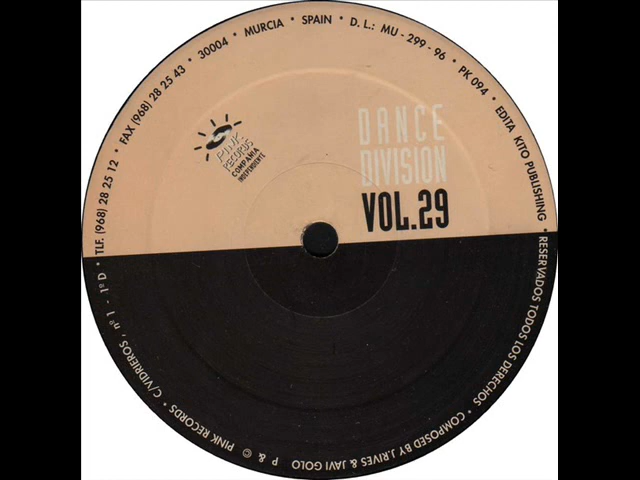 DANCE
DIVISION
VOL.29
PINK
RECORDS
COMPAÑIA
INDEPENDIENTE
P & © PINK RECORDS • C/VIDRIEROS, nº 1 - 1º D • TLF. (968) 28 25 12 • FAX (968) 28 25 43 • 30004 • MURCIA • SPAIN • D. L.: MU - 299 - 96 • PK 094 • EDITA KITO PUBLISHING • RESERVADOS TODOS LOS DERECHOS • COMPOSED BY J.RIVES & JAVI GOLO